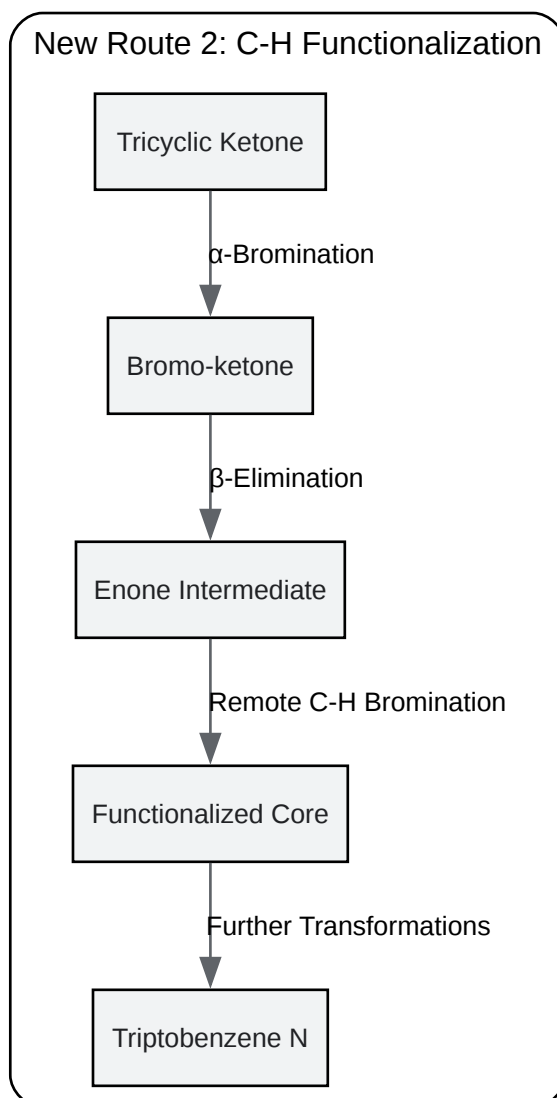 New Route 2: C-H Functionalization
Tricyclic Ketone
α-Bromination
Bromo-ketone
β-Elimination
Enone Intermediate
Remote C-H Bromination
Functionalized Core
Further Transformations
Triptobenzene N